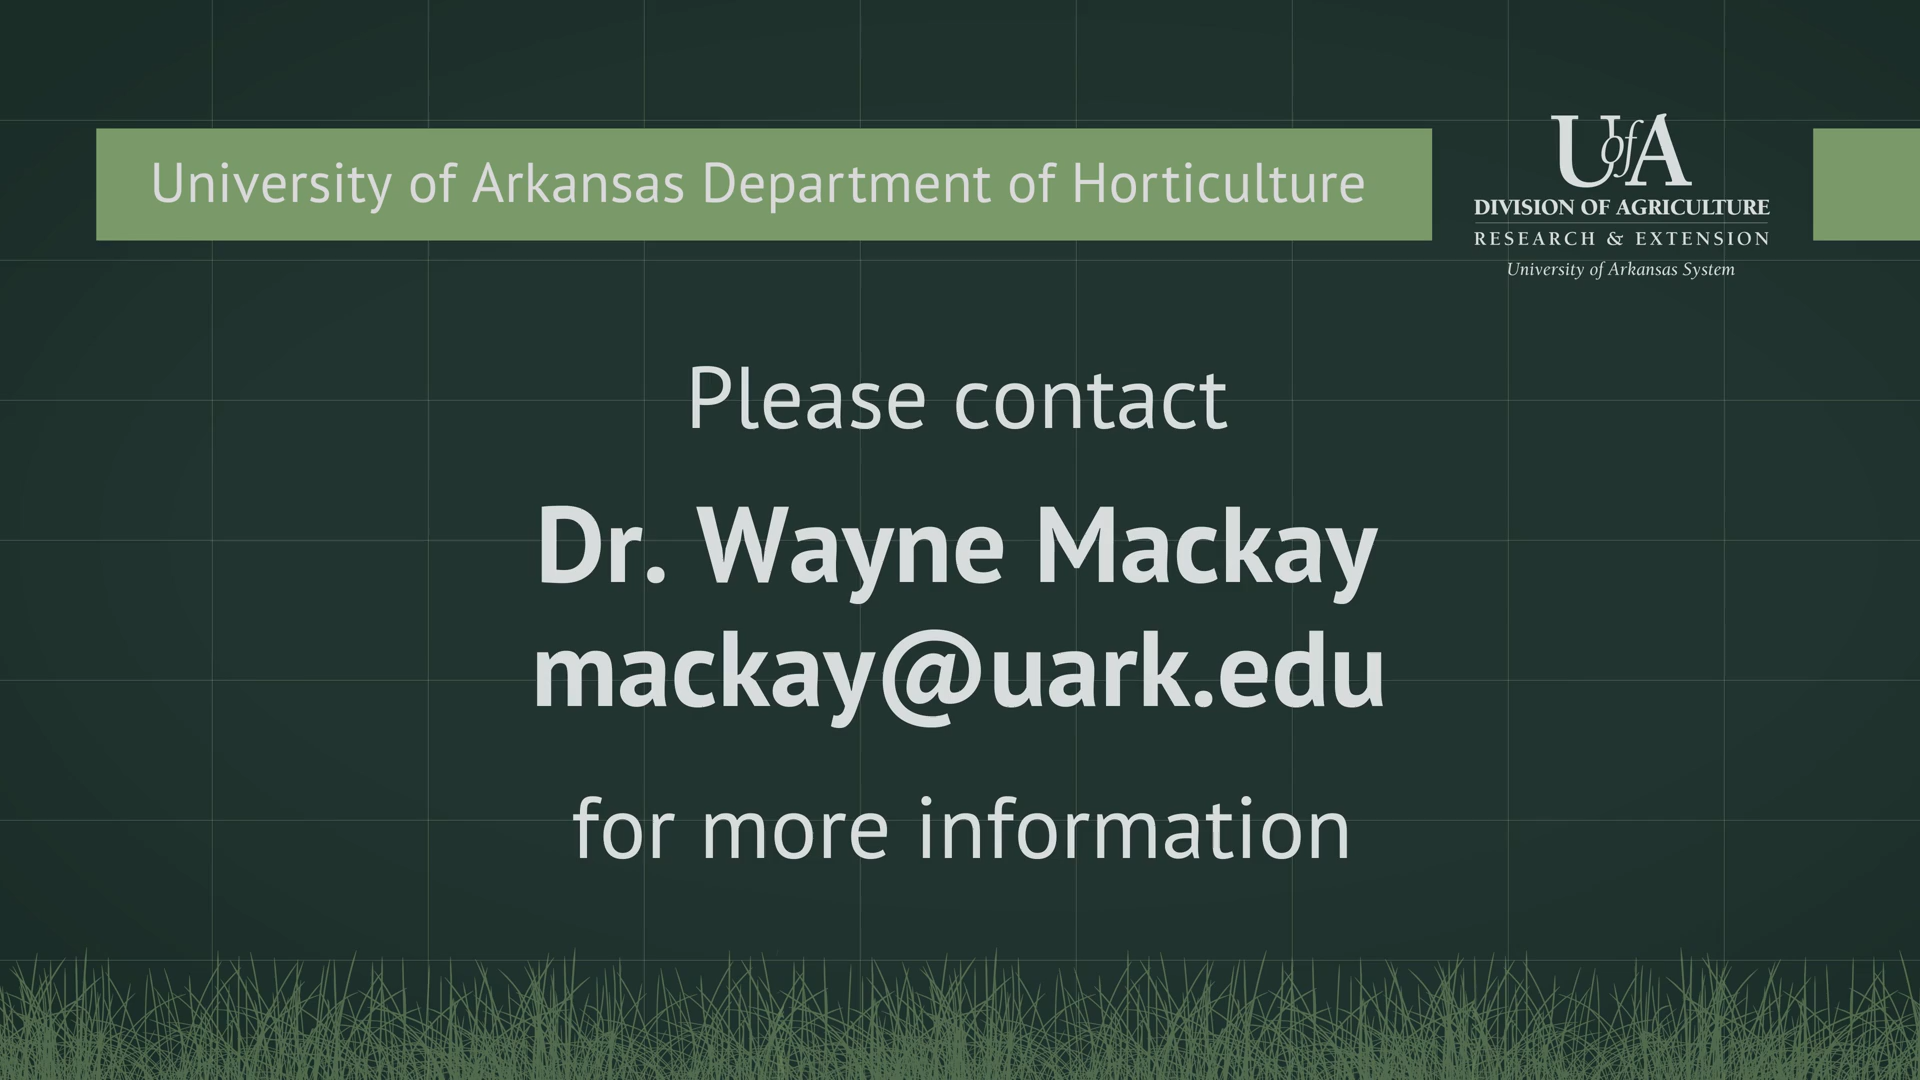 University of Arkansas Department of Horticulture
UofA
DIVISION OF AGRICULTURE
RESEARCH & EXTENSION
University of Arkansas System
Please contact
Dr. Wayne Mackay
mackay@uark.edu
for more information